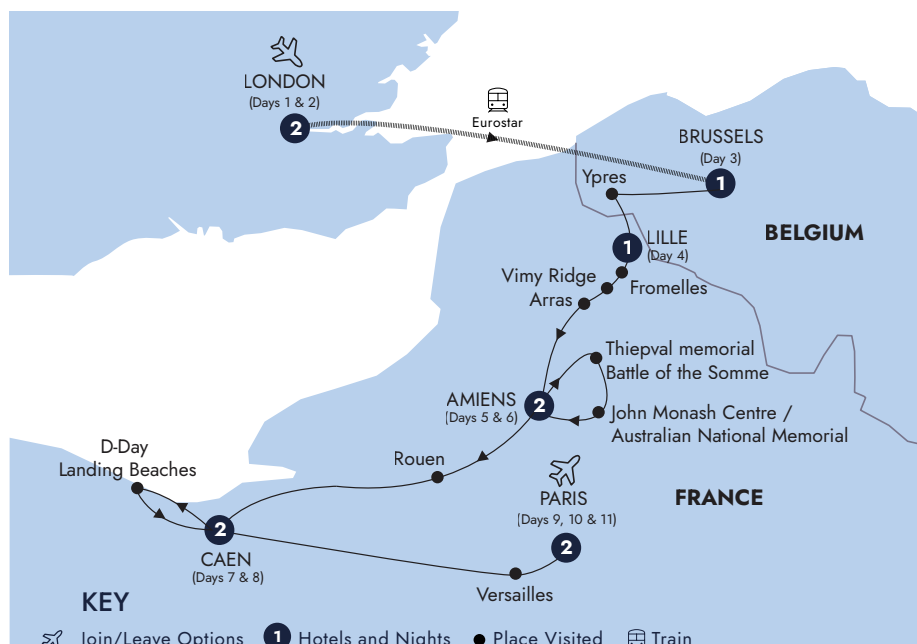 LONDON
(Days 1 & 2)
2
Eurostar
BRUSSELS
(Day 3)
1
Ypres
BELGIUM
1
LILLE
(Day 4)
Vimy Ridge
Fromelles
Arras
Thiepval memorial
Battle of the Somme
AMIENS
(Days 5 & 6)
2
John Monash Centre /
Australian National Memorial
D-Day
Landing Beaches
Rouen
PARIS
(Days 9, 10 & 11)
2
FRANCE
2
CAEN
(Days 7 & 8)
Versailles
KEY
Join/Leave Options 1 Hotels and Nights Place Visited Train